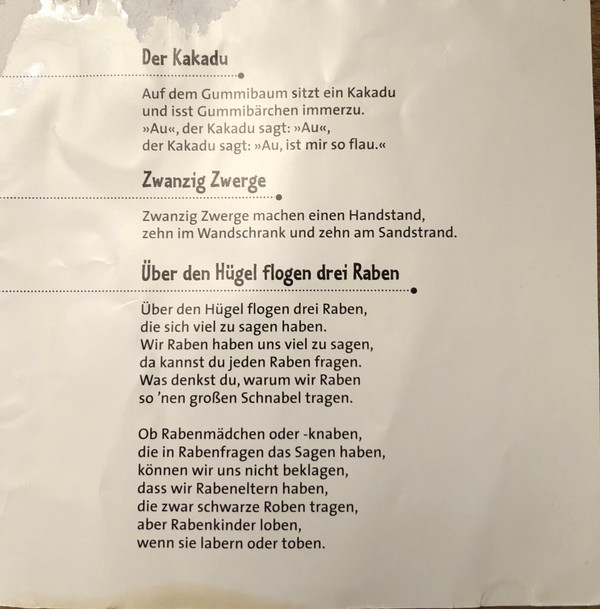 Der Kakadu
Auf dem Gummibaum sitzt ein Kakadu
und isst Gummibärchen immerzu.
»Au«, der Kakadu sagt: »Au«,
der Kakadu sagt: »Au, ist mir so flau.«
Zwanzig Zwerge
Zwanzig Zwerge machen einen Handstand,
zehn im Wandschrank und zehn am Sandstrand.
Über den Hügel flogen drei Raben
Über den Hügel flogen drei Raben,
die sich viel zu sagen haben.
Wir Raben haben uns viel zu sagen,
da kannst du jeden Raben fragen.
Was denkst du, warum wir Raben
so ’nen großen Schnabel tragen.
Ob Rabenmädchen oder -knaben,
die in Rabenfragen das Sagen haben,
können wir uns nicht beklagen,
dass wir Rabeneltern haben,
die zwar schwarze Roben tragen,
aber Rabenkinder loben,
wenn sie labern oder toben.